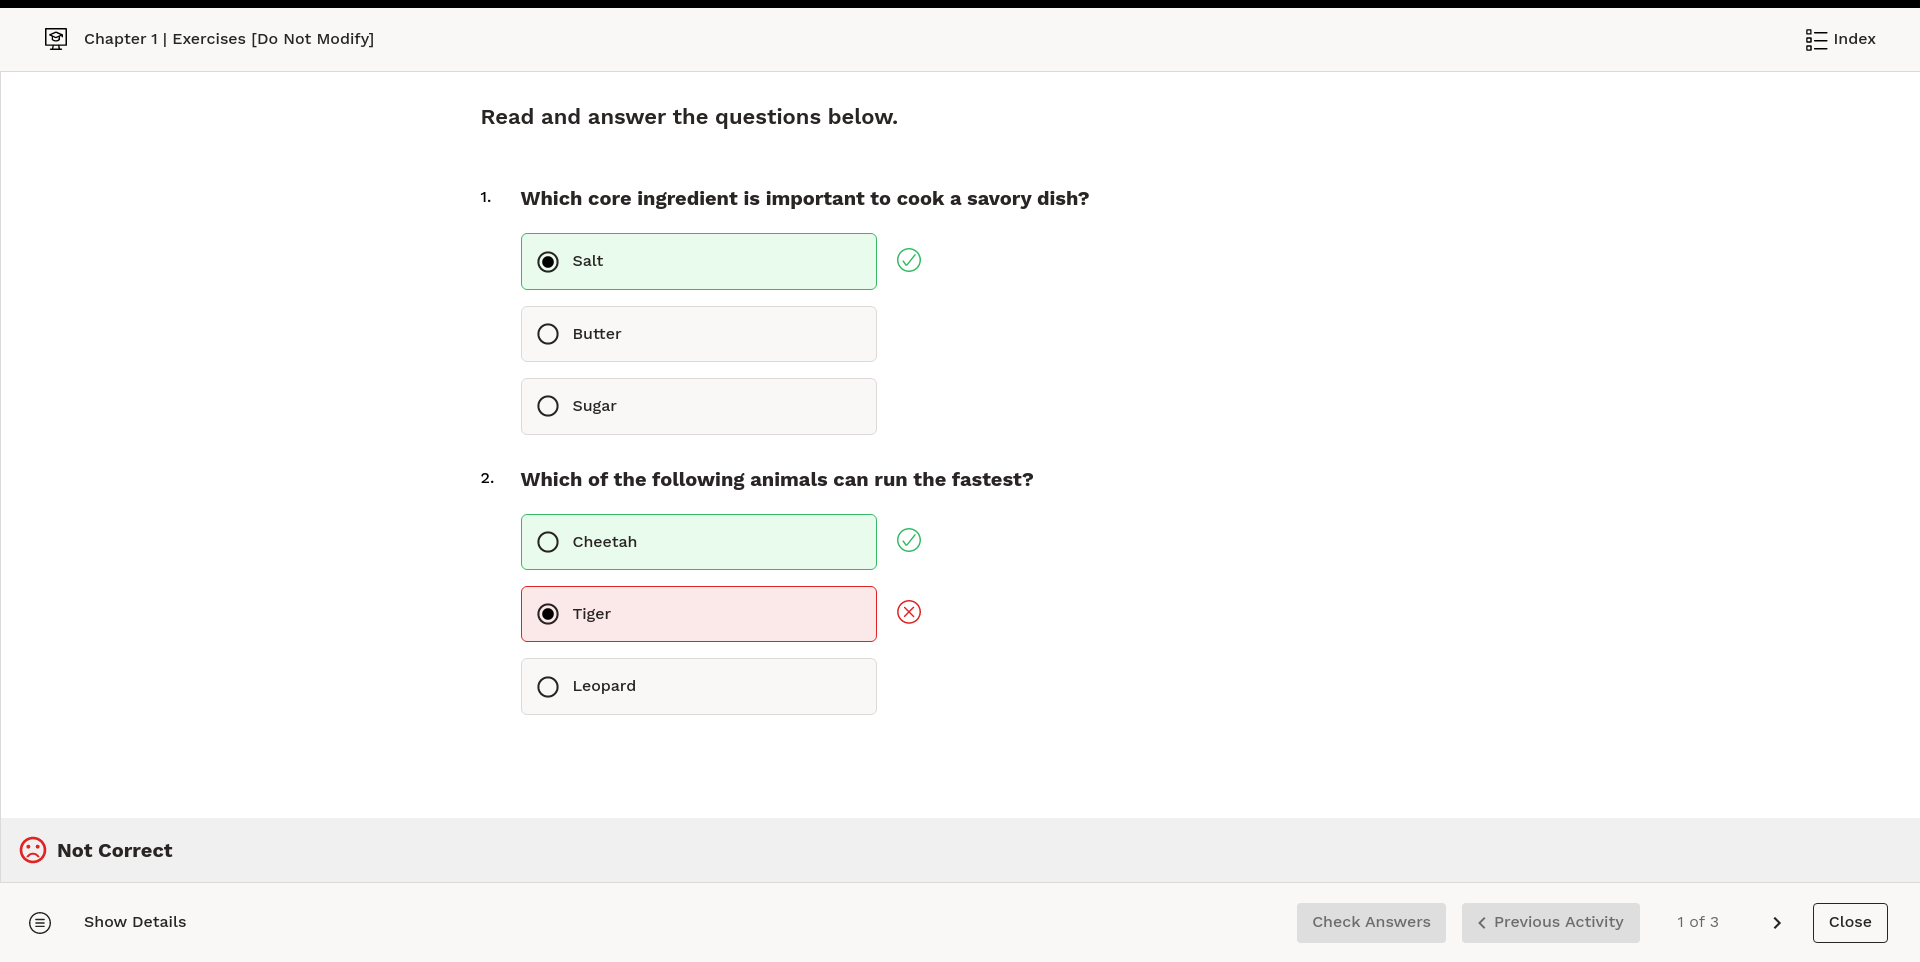 Chapter 1 | Exercises [Do Not Modify]
Index
Read and answer the questions below.
1. Which core ingredient is important to cook a savory dish?
Salt
Butter
Sugar
2. Which of the following animals can run the fastest?
Cheetah
Tiger
Leopard
Not Correct
Show Details
Check Answers
Previous Activity
1 of 3
Close